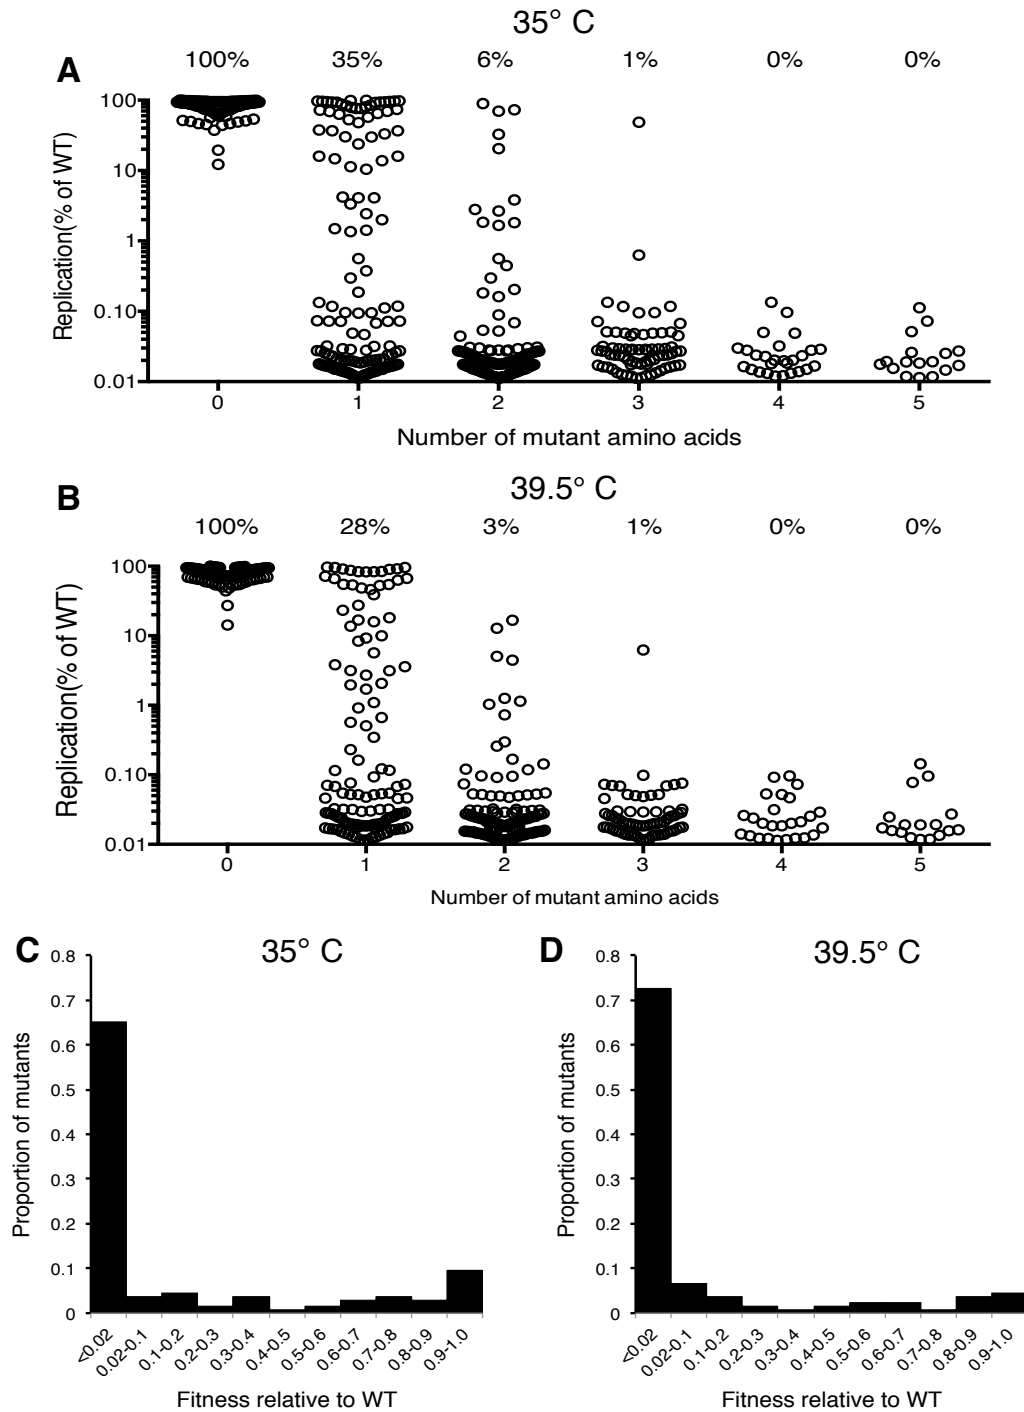 35° C
A
100% 35% 6% 1% 0% 0%
Replication(% of WT)
100
10
1
0.10
0.01
0 1 2 3 4 5
Number of mutant amino acids
39.5° C
B
100% 28% 3% 1% 0% 0%
Replication(% of WT)
100
10
1
0.10
0.01
0 1 2 3 4 5
Number of mutant amino acids
C
35° C
Proportion of mutants
0.8
0.7
0.6
0.5
0.4
0.3
0.2
0.1
0
<0.02 0.02-0.1 0.1-0.2 0.2-0.3 0.3-0.4 0.4-0.5 0.5-0.6 0.6-0.7 0.7-0.8 0.8-0.9 0.9-1.0
Fitness relative to WT
D
39.5° C
Proportion of mutants
0.8
0.7
0.6
0.5
0.4
0.3
0.2
0.1
0
<0.02 0.02-0.1 0.1-0.2 0.2-0.3 0.3-0.4 0.4-0.5 0.5-0.6 0.6-0.7 0.7-0.8 0.8-0.9 0.9-1.0
Fitness relative to WT